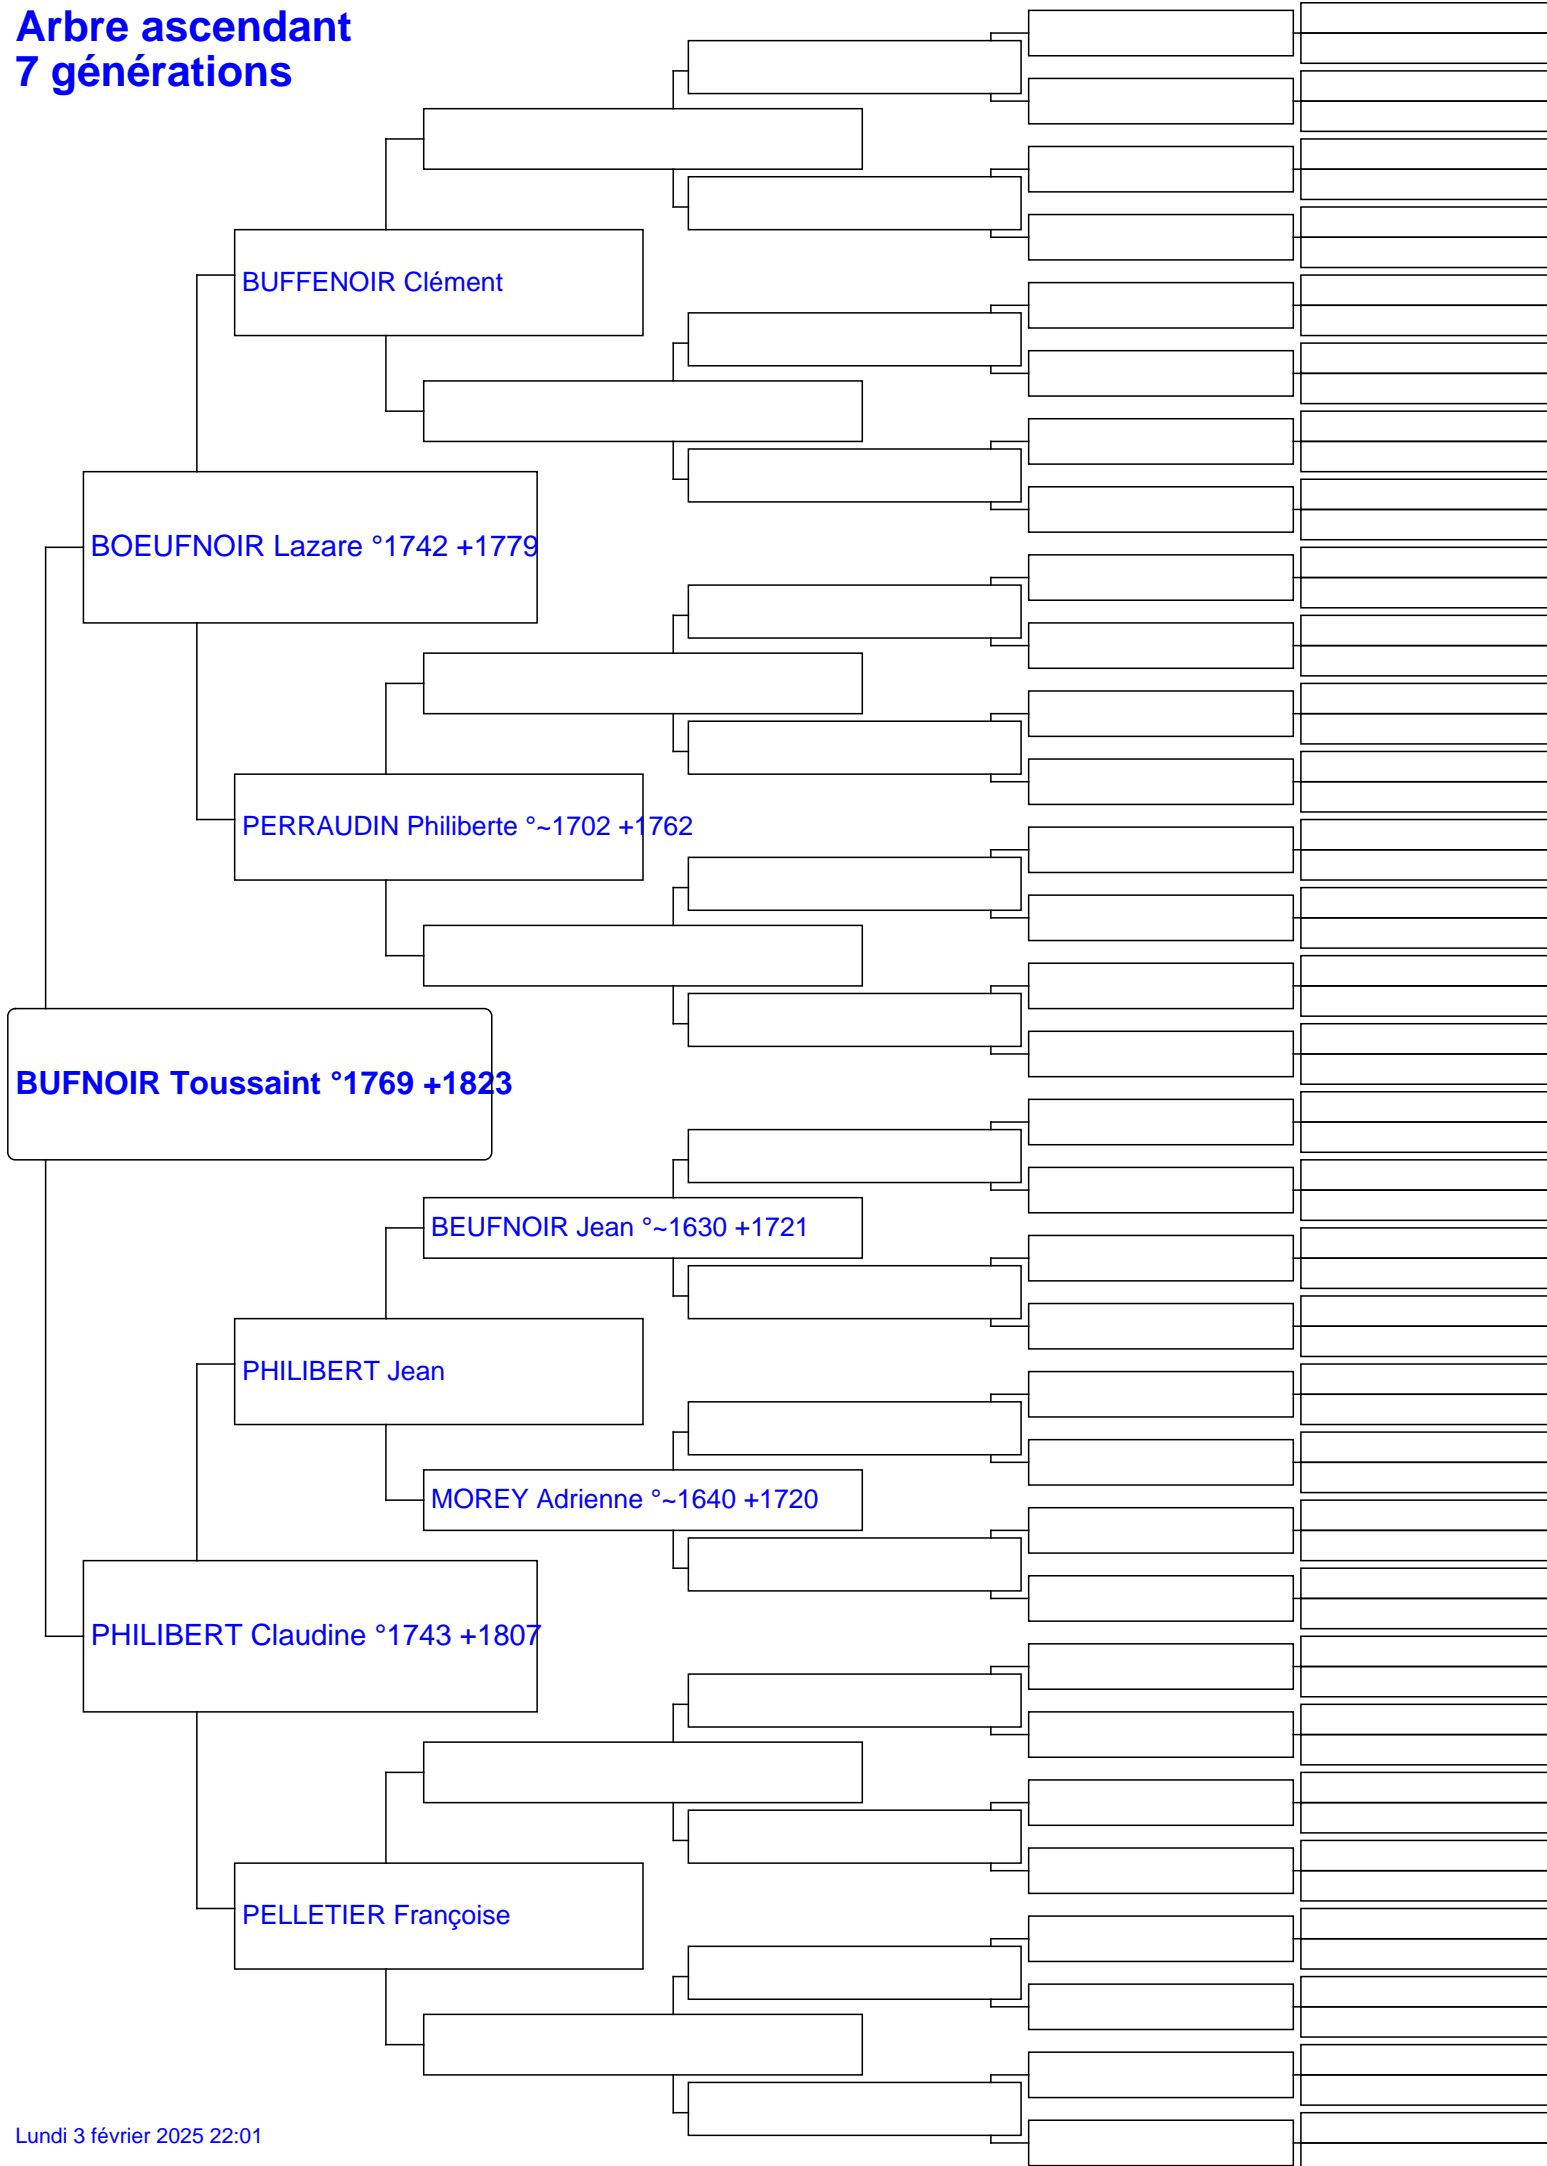 Arbre ascendant
7 générations
BUFFENOIR Clément
BOEUFNOIR Lazare °1742 +1779
PERRAUDIN Philiberte °~1702 +1762
BUFNOIR Toussaint °1769 +1823
BEUFNOIR Jean °~1630 +1721
PHILIBERT Jean
MOREY Adrienne °~1640 +1720
PHILIBERT Claudine °1743 +1807
PELLETIER Françoise
Lundi 3 février 2025 22:01